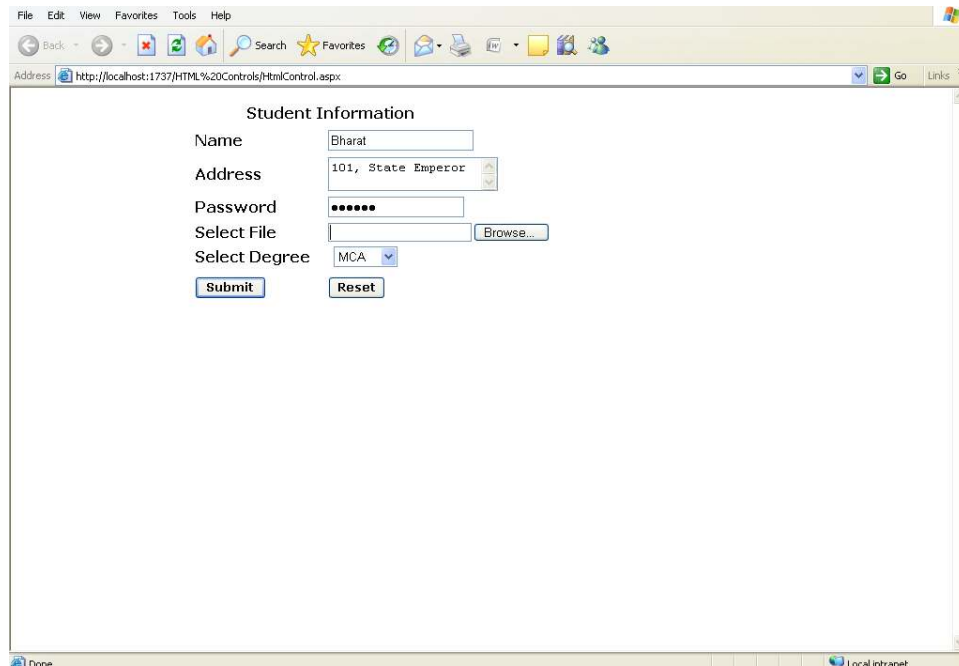 File Edit View Favorites Tools Help
Back Search Favorites
Address http://localhost:1737/HTML%20Controls/HtmlControl.aspx Go Links
Student Information
Name Bharat
Address 101, State Emperor
Password ••••••
Select File Browse...
Select Degree MCA
Submit Reset
Done Local intranet